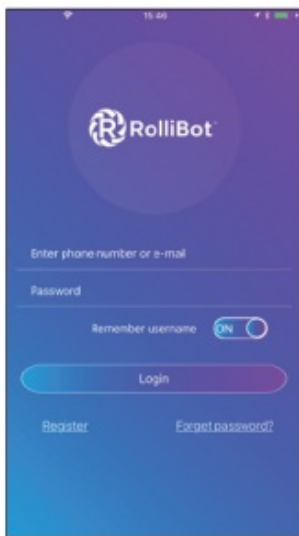 15:46
RolliBot
Enter phone number or e-mail
Password
Remember username ON
Login
Register Forget password?